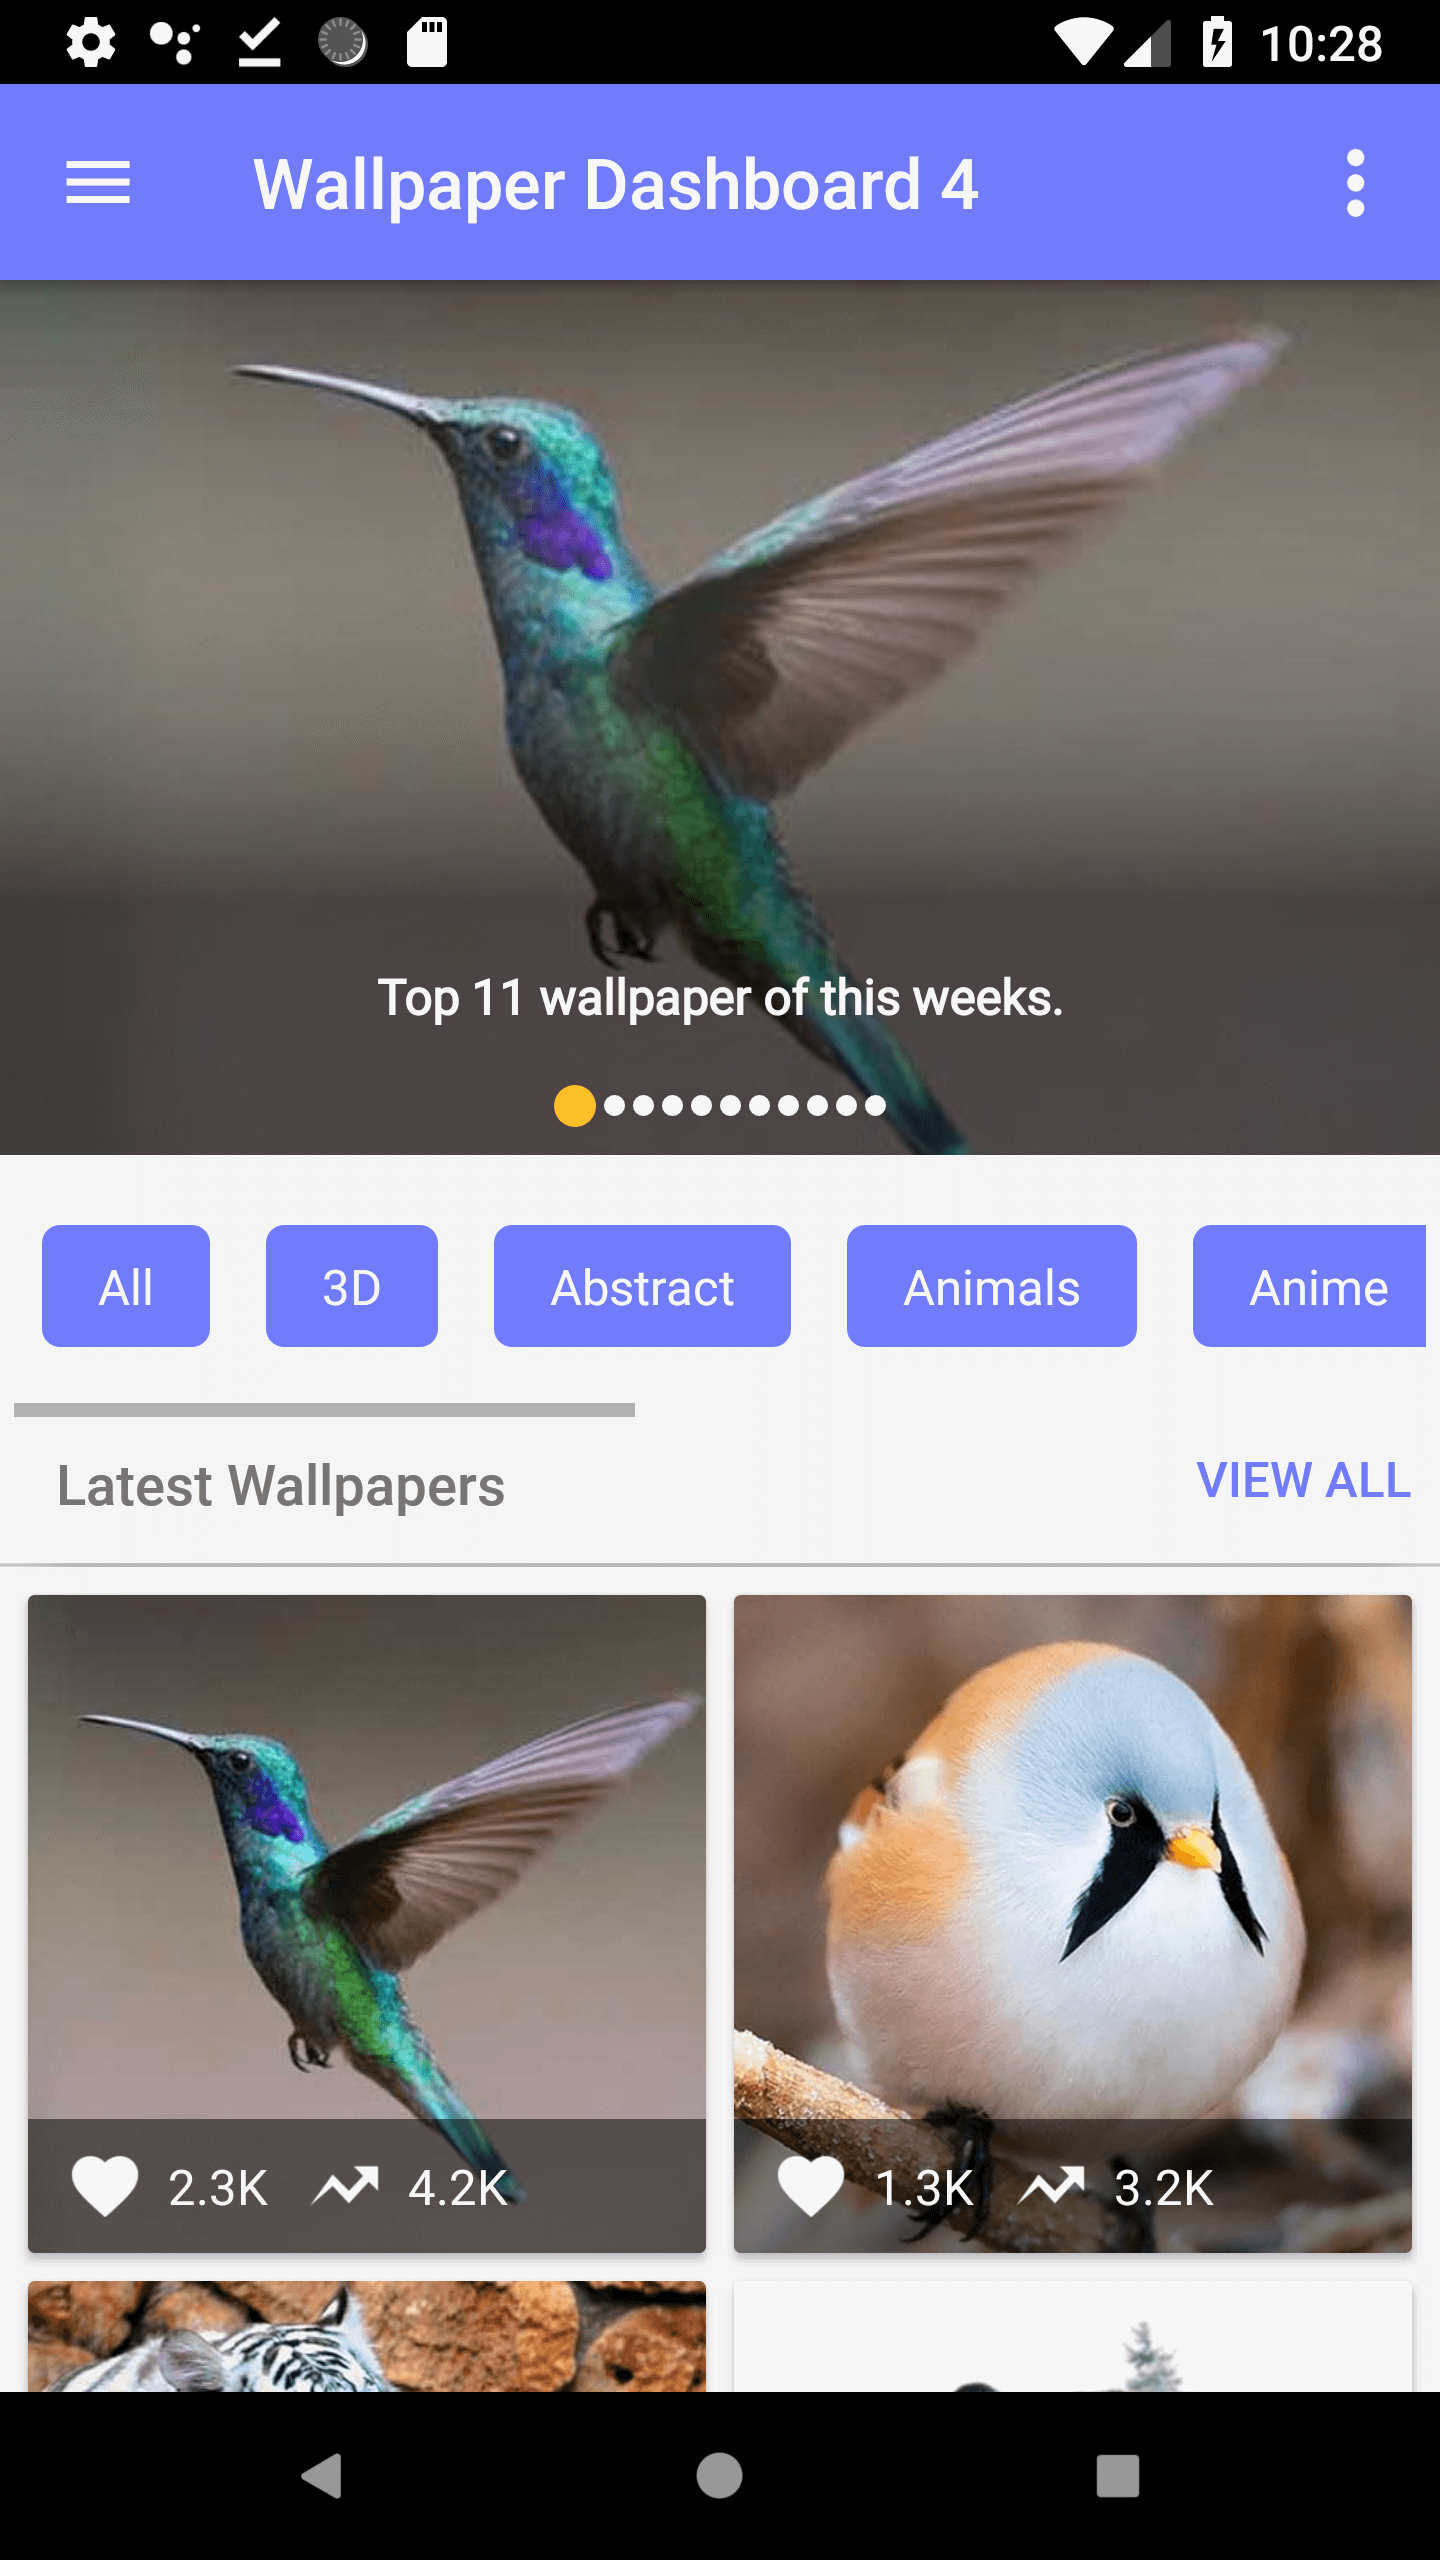 10:28
Wallpaper Dashboard 4
Top 11 wallpaper of this weeks.
All 3D Abstract Animals Anime
Latest Wallpapers VIEW ALL
2.3K 4.2K 1.3K 3.2K